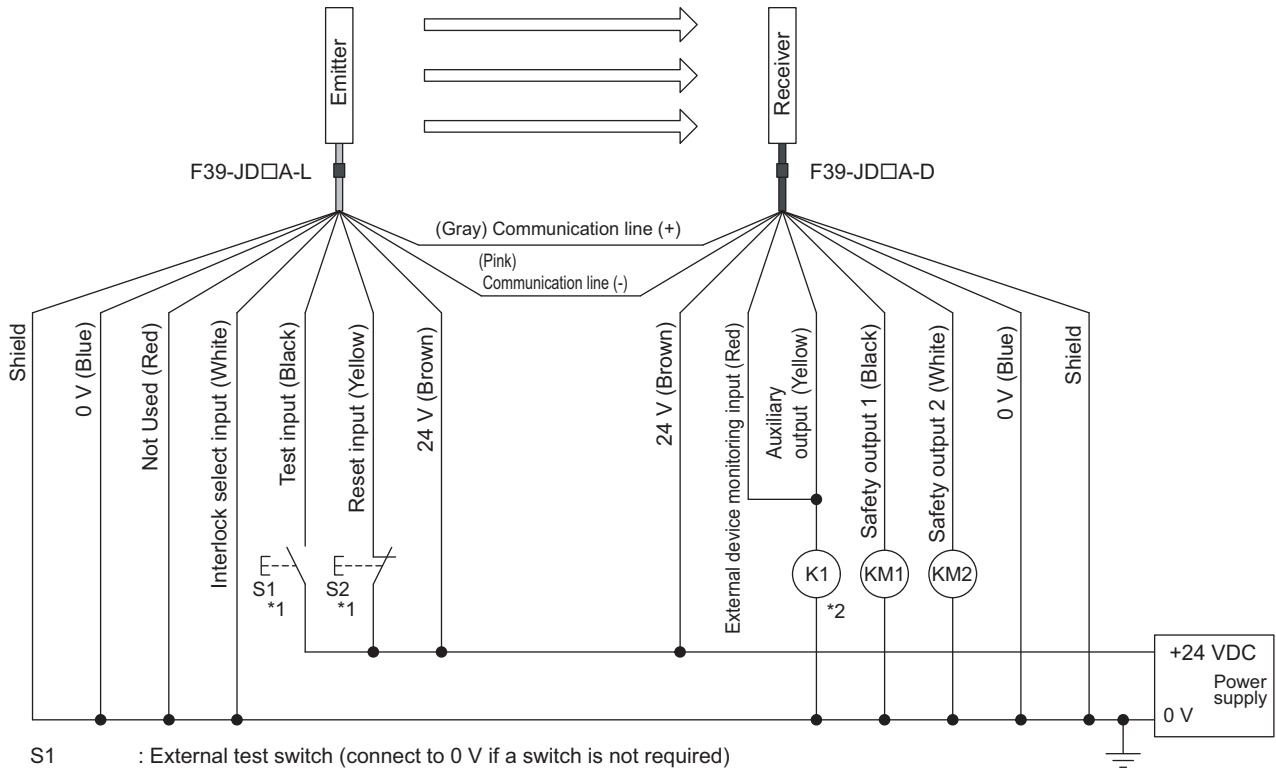 Emitter
Receiver
F39-JD□A-L
F39-JD□A-D
(Gray) Communication line (+)
(Pink)
Communication line (-)
Shield
0 V (Blue)
Not Used (Red)
Interlock select input (White)
Test input (Black)
Reset input (Yellow)
24 V (Brown)
24 V (Brown)
External device monitoring input (Red)
Auxiliary
output (Yellow)
Safety output 1 (Black)
Safety output 2 (White)
0 V (Blue)
Shield
S1
*1
S2
*1
K1
*2
KM1
KM2
+24 VDC
Power
supply
0 V
S1 : External test switch (connect to 0 V if a switch is not required)